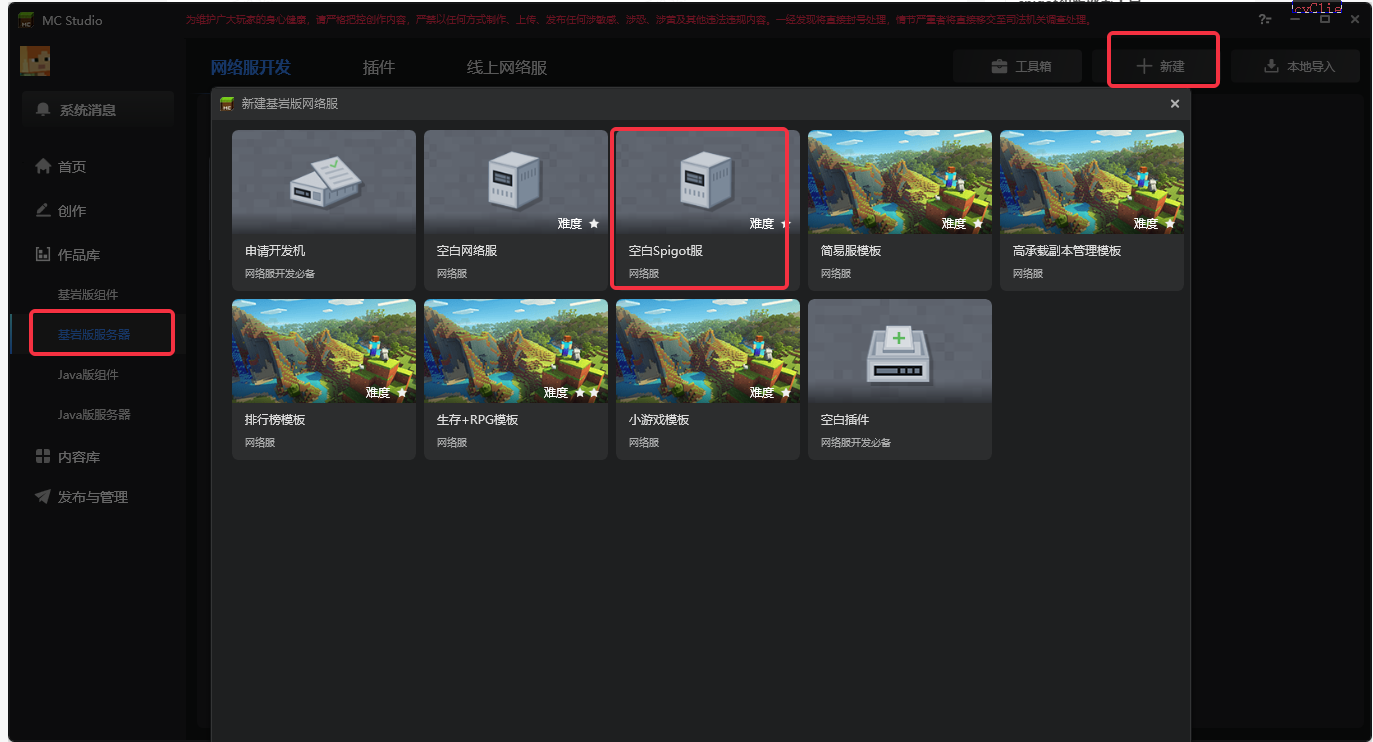 MC Studio
为维护广大玩家的身心健康，请严格把控创作内容，严禁以任何方式制作、上传、发布任何涉敏感、涉恐、涉黄及其他违法违规内容。一经发现将直接封号处理，情节严重者将直接移交至司法机关调查处理。
网络服开发
插件
线上网络服
工具箱
新建
本地导入
系统消息
首页
创作
作品库
基岩版组件
基岩版服务器
Java版组件
Java版服务器
内容库
发布与管理
新建基岩版网络服
申请开发机
网络服开发必备
难度
空白网络服
网络服
难度
空白Spigot服
网络服
难度
简易服模板
网络服
难度
高承载副本管理模板
网络服
难度
排行榜模板
网络服
难度
生存+RPG模板
网络服
难度
小游戏模板
网络服
空白插件
网络服开发必备